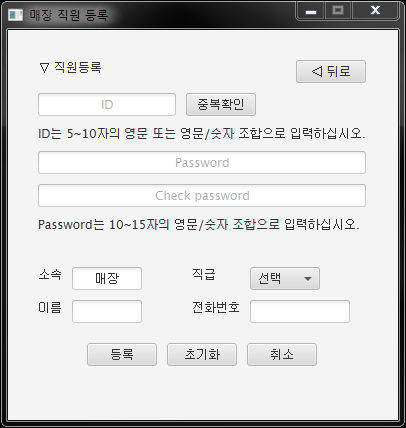 매장 직원 등록
▽ 직원등록
◁ 뒤로
ID
중복확인
ID는 5~10자의 영문 또는 영문/숫자 조합으로 입력하십시오.
Password
Check password
Password는 10~15자의 영문/숫자 조합으로 입력하십시오.
소속 매장 직급 선택
이름 전화번호
등록 초기화 취소